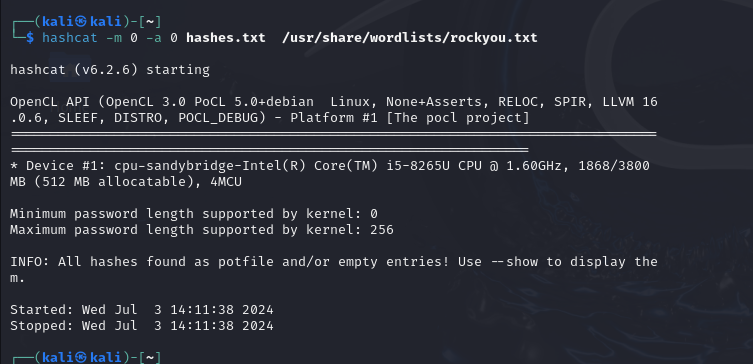 ┌──(kali㉿kali)-[~]
└─$ hashcat -m 0 -a 0 hashes.txt  /usr/share/wordlists/rockyou.txt
hashcat (v6.2.6) starting
OpenCL API (OpenCL 3.0 PoCL 5.0+debian  Linux, None+Asserts, RELOC, SPIR, LLVM 16
.0.6, SLEEF, DISTRO, POCL_DEBUG) - Platform #1 [The pocl project]
=================================================================================
=================================================================
* Device #1: cpu-sandybridge-Intel(R) Core(TM) i5-8265U CPU @ 1.60GHz, 1868/3800
MB (512 MB allocatable), 4MCU
Minimum password length supported by kernel: 0
Maximum password length supported by kernel: 256
INFO: All hashes found as potfile and/or empty entries! Use --show to display the
m.
Started: Wed Jul  3 14:11:38 2024
Stopped: Wed Jul  3 14:11:38 2024
┌──(kali㉿kali)-[~]